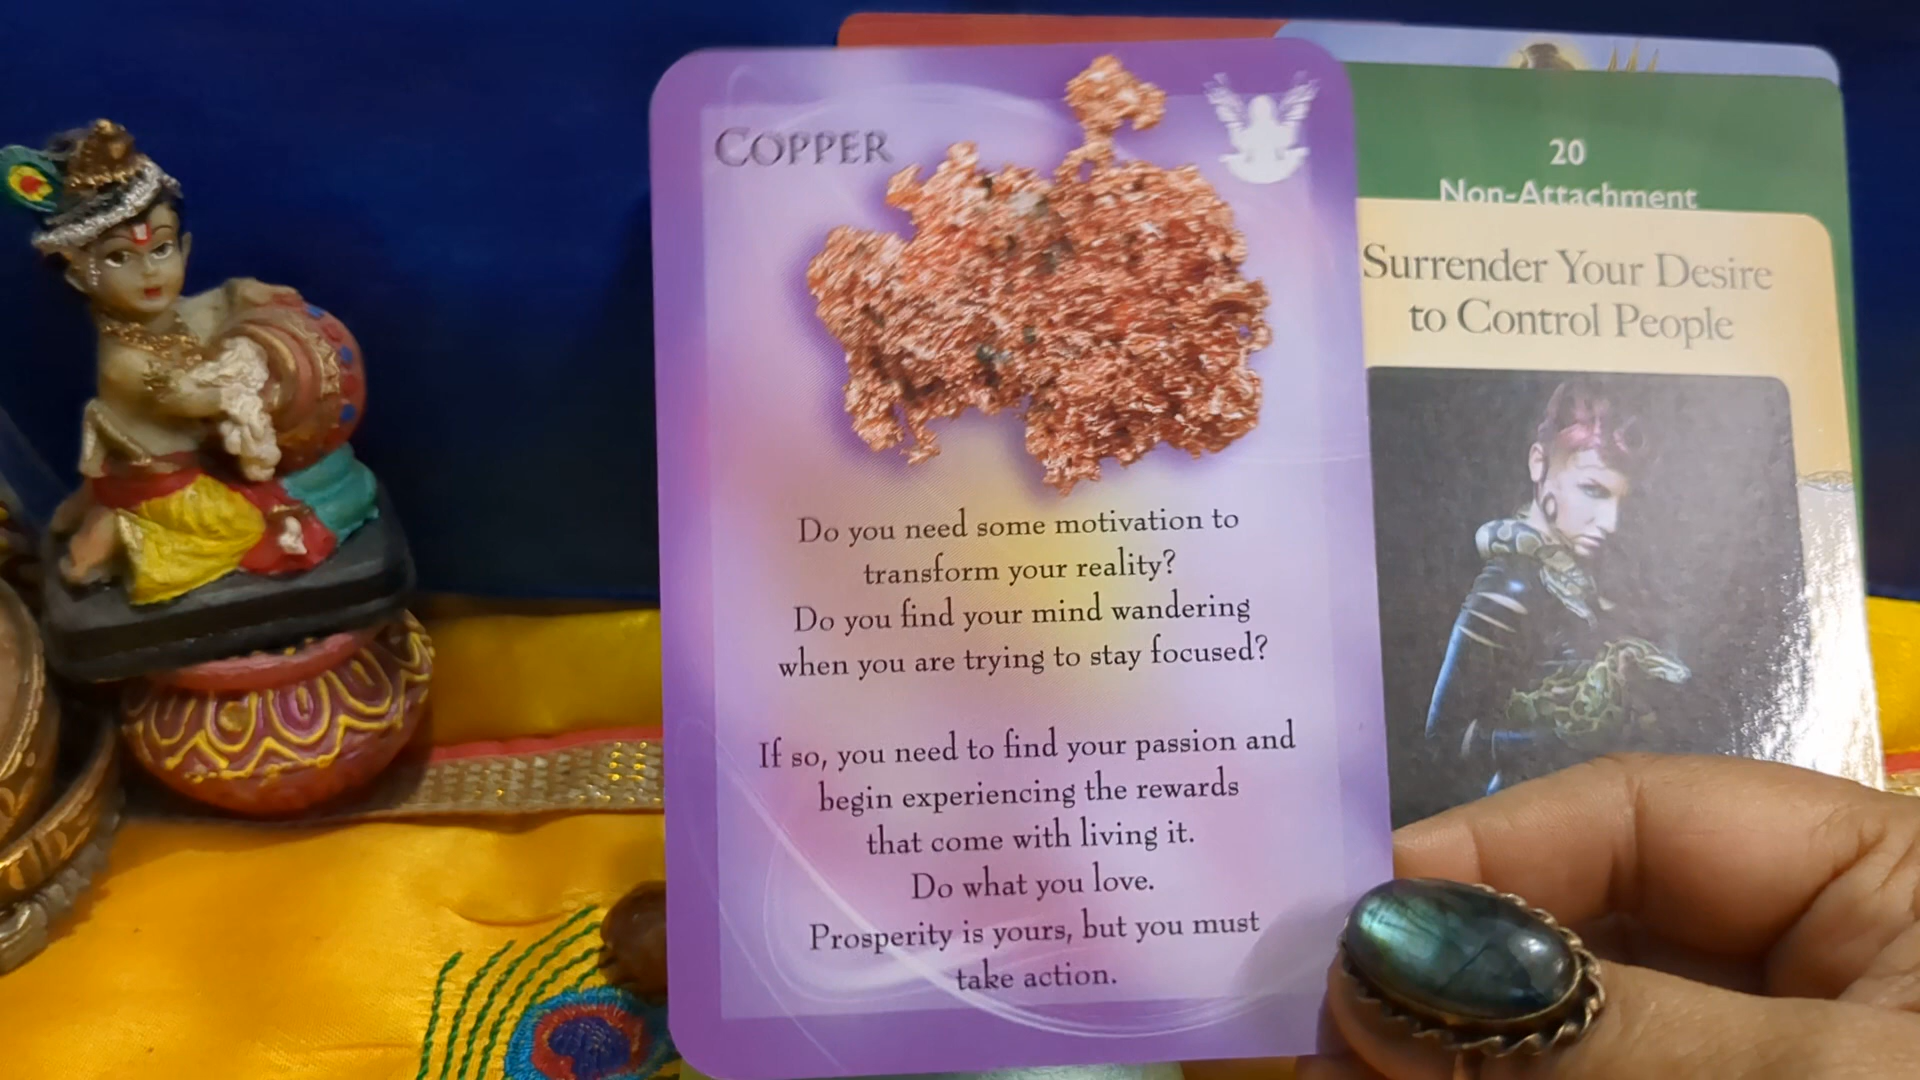 COPPER
Do you need some motivation to
transform your reality?
Do you find your mind wandering
when you are trying to stay focused?
If so, you need to find your passion and
begin experiencing the rewards
that come with living it.
Do what you love.
Prosperity is yours, but you must
take action.
20
Non-Attachment
Surrender Your Desire
to Control People